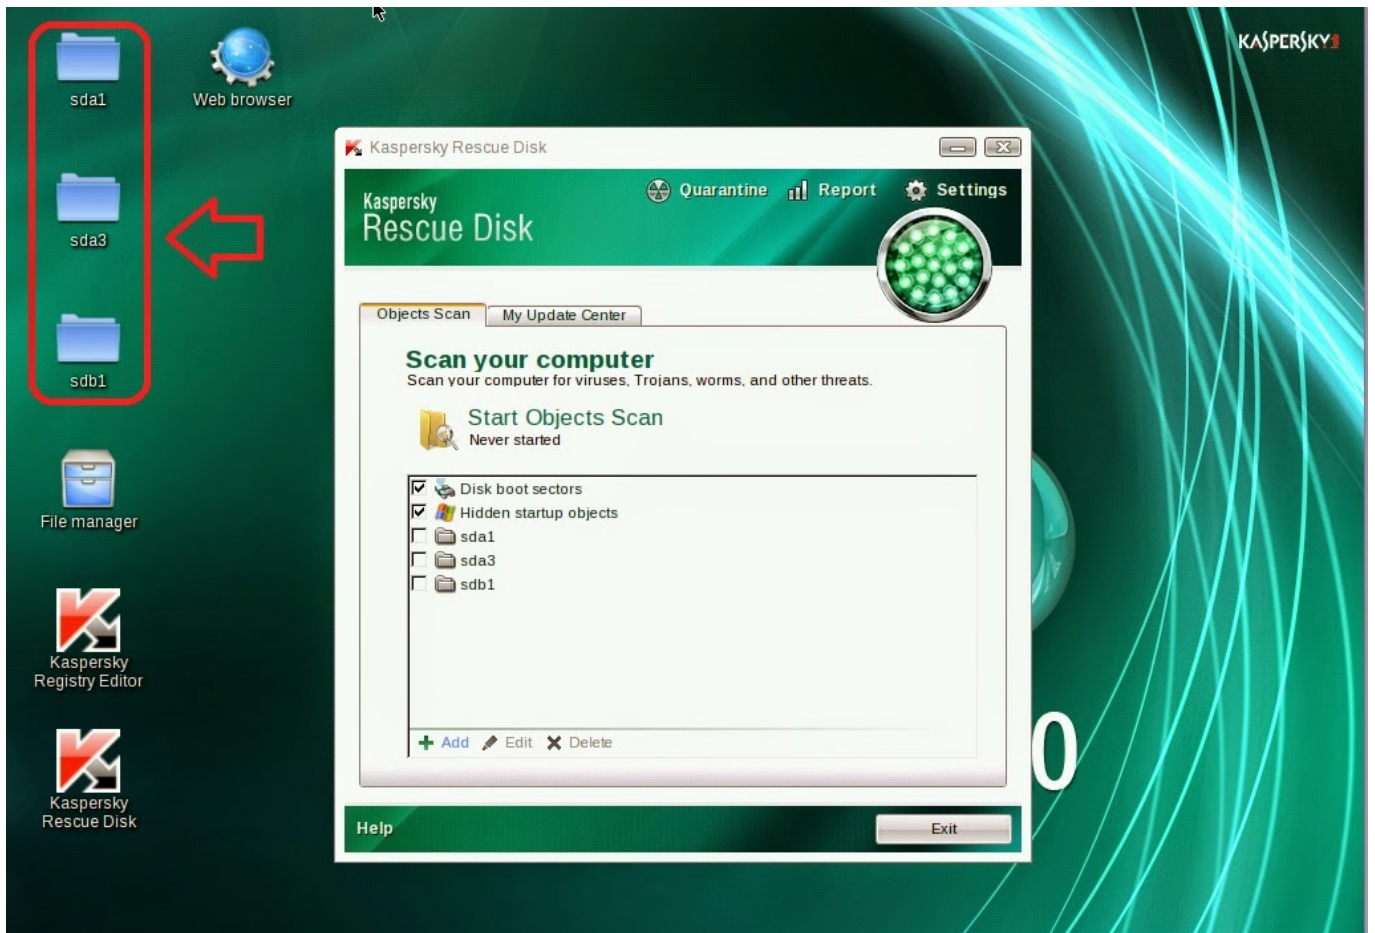 KASPERSKY lab
sda1
Web browser
sda3
sdb1
File manager
Kaspersky
Registry Editor
Kaspersky
Rescue Disk
Kaspersky Rescue Disk
Kaspersky
Rescue Disk
Quarantine
Report
Settings
Objects Scan
My Update Center
Scan your computer
Scan your computer for viruses, Trojans, worms, and other threats.
Start Objects Scan
Never started
Disk boot sectors
Hidden startup objects
sda1
sda3
sdb1
Add
Edit
Delete
Help
Exit
0